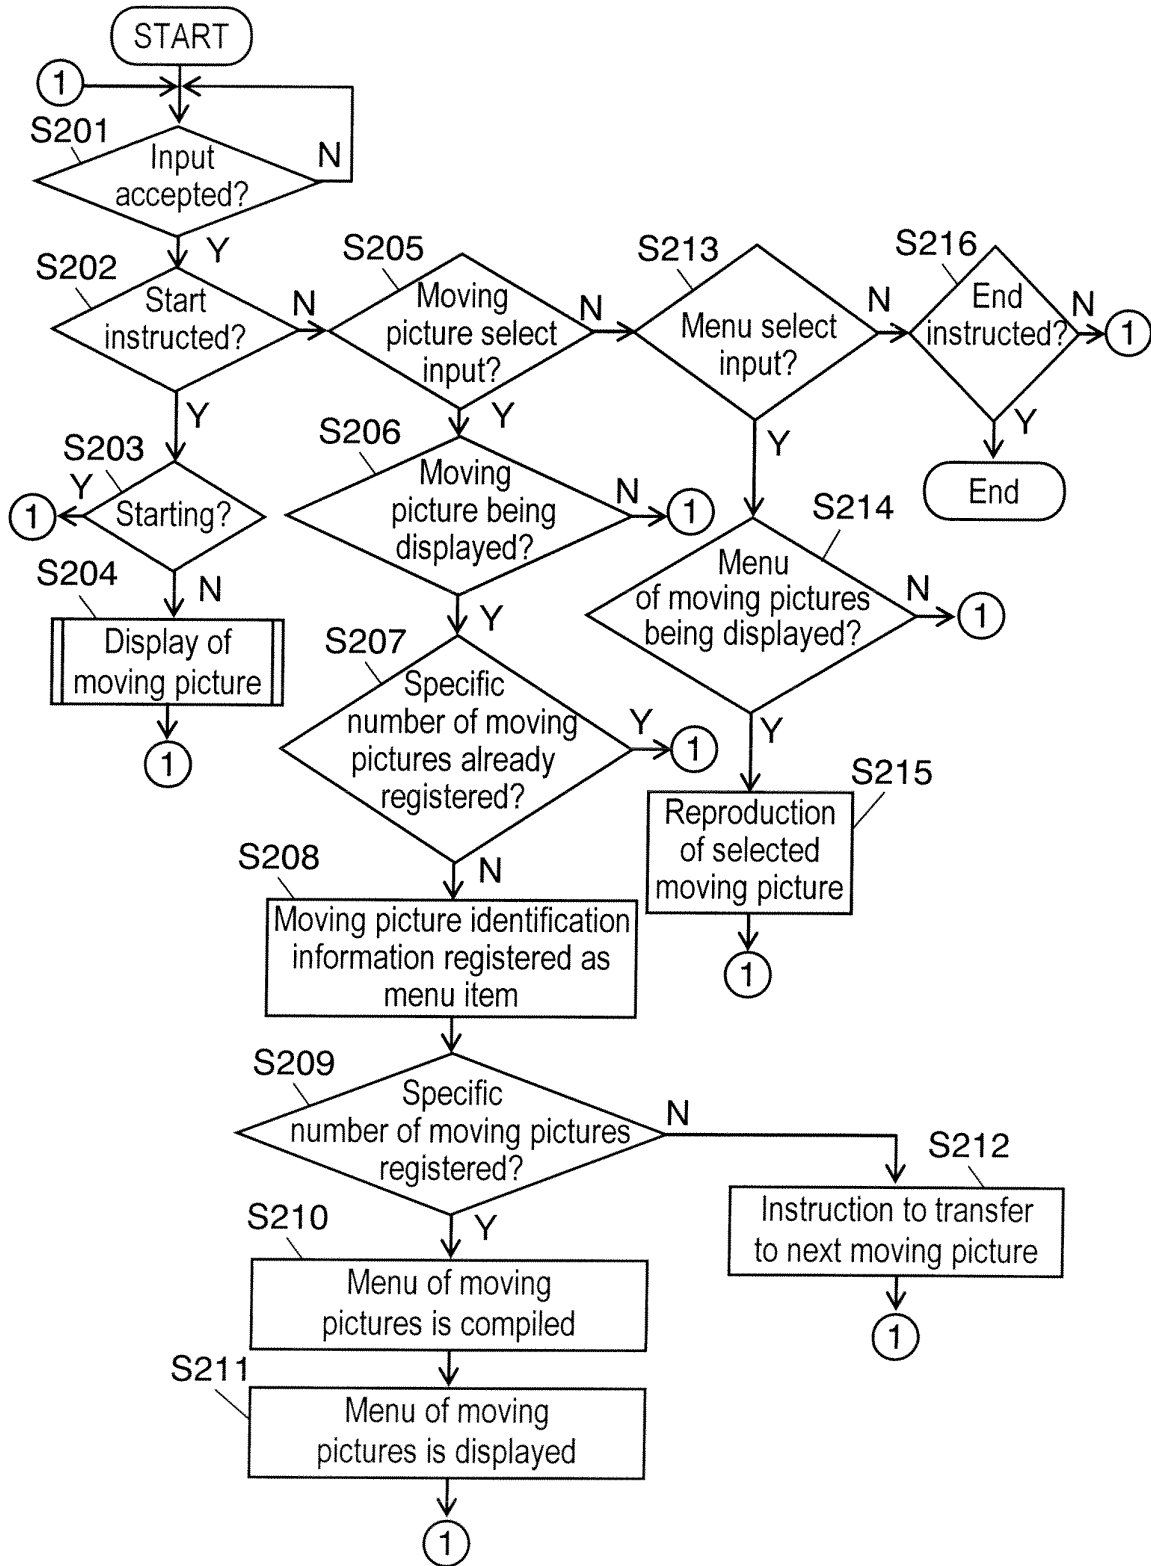 START
1
S201
Input
accepted?
N
Y
S202
Start
instructed?
N
Y
S203
Starting?
Y
1
N
S204
Display of
moving picture
1
S205
Moving
picture select
input?
N
Y
S206
Moving
picture being
displayed?
N
1
Y
S207
Specific
number of moving
pictures already
registered?
Y
1
N
S208
Moving picture identification
information registered as
menu item
S209
Specific
number of moving pictures
registered?
N
Y
S210
Menu of moving
pictures is compiled
S211
Menu of moving
pictures is displayed
1
S212
Instruction to transfer
to next moving picture
1
S213
Menu select
input?
N
Y
S214
Menu
of moving pictures
being displayed?
N
1
Y
S215
Reproduction
of selected
moving picture
1
S216
End
instructed?
N
1
Y
End